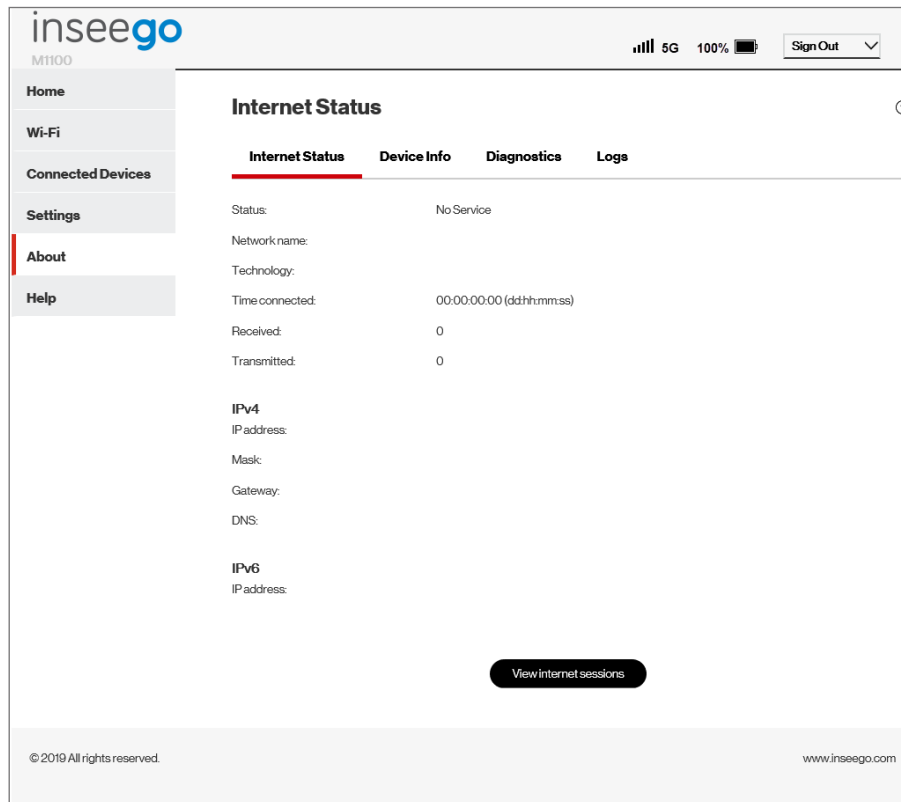 inseego
M1100
5G 100% Sign Out
Home
Wi-Fi
Connected Devices
Settings
About
Help
Internet Status
Internet Status Device Info Diagnostics Logs
Status: No Service
Network name:
Technology:
Time connected: 00:00:00:00 (dd:hh:mm:ss)
Received: 0
Transmitted: 0
IPv4
IP address:
Mask:
Gateway:
DNS:
IPv6
IP address:
View internet sessions
© 2019 All rights reserved. www.inseego.com